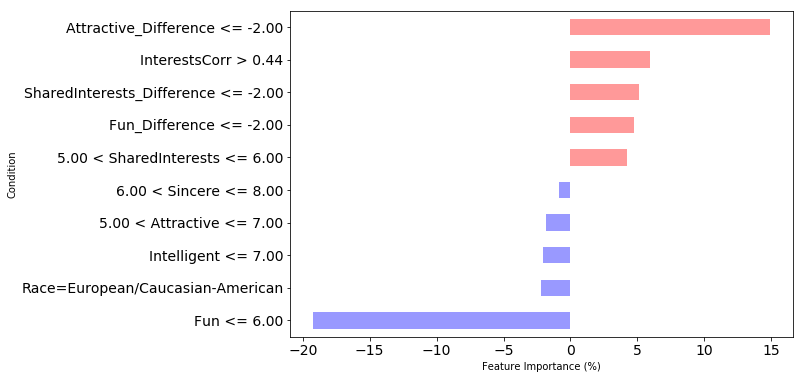 Attractive_Difference <= -2.00
InterestsCorr > 0.44
SharedInterests_Difference <= -2.00
Fun_Difference <= -2.00
5.00 < SharedInterests <= 6.00
6.00 < Sincere <= 8.00
5.00 < Attractive <= 7.00
Intelligent <= 7.00
Race=European/Caucasian-American
Fun <= 6.00
Condition
−20 −15 −10 −5 0 5 10 15
Feature Importance (%)